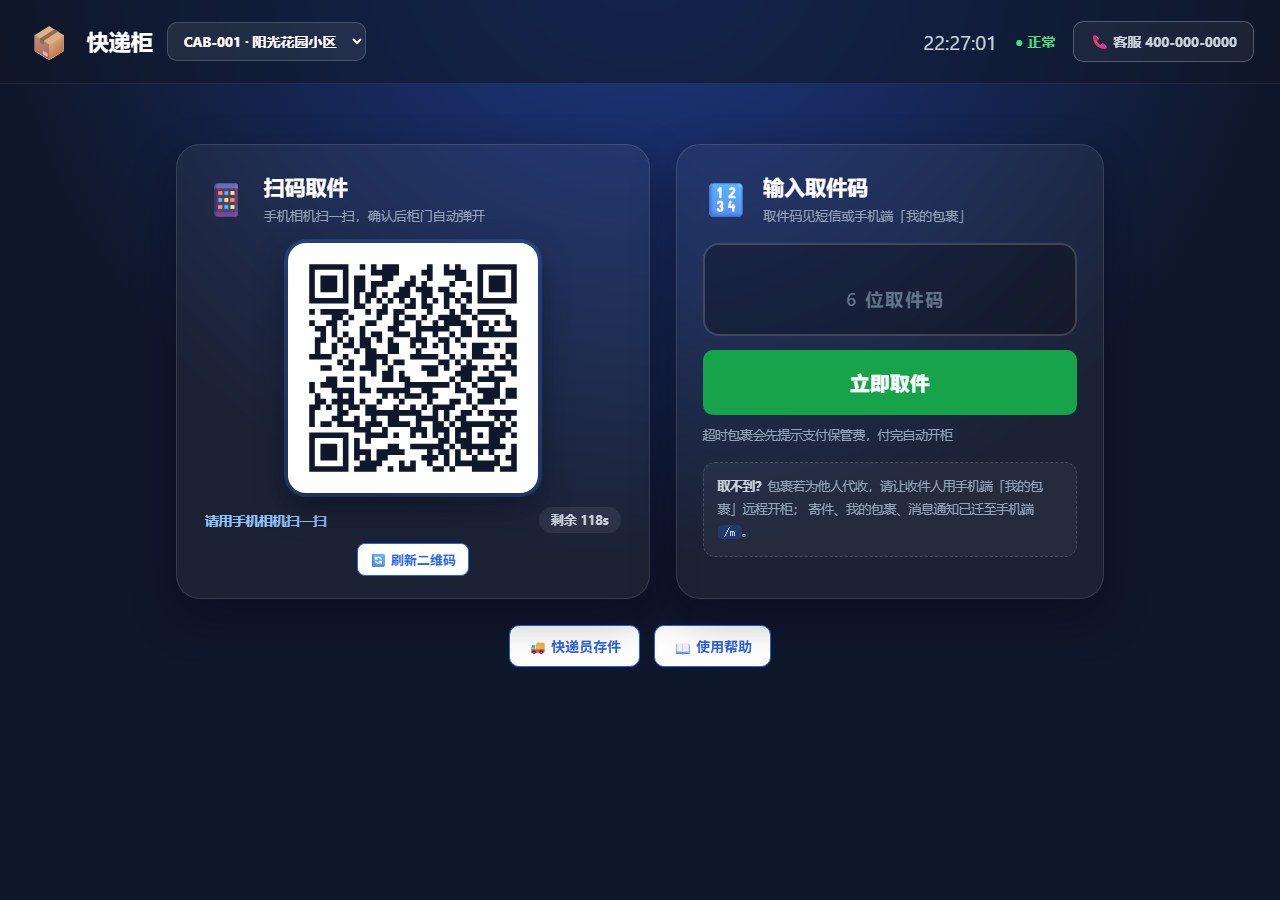 快递柜
CAB-001 · 阳光花园小区
22:27:01
正常
客服 400-000-0000
扫码取件
手机相机扫一扫，确认后柜门自动弹开
请用手机相机扫一扫
剩余 118s
刷新二维码
1 2
3 4
输入取件码
取件码见短信或手机端「我的包裹」
6 位取件码
立即取件
超时包裹会先提示支付保管费，付完自动开柜
取不到？包裹若为他人代收，请让收件人用手机端「我的包
裹」远程开柜； 寄件、我的包裹、消息通知已迁至手机端
/m 。
快递员存件
使用帮助